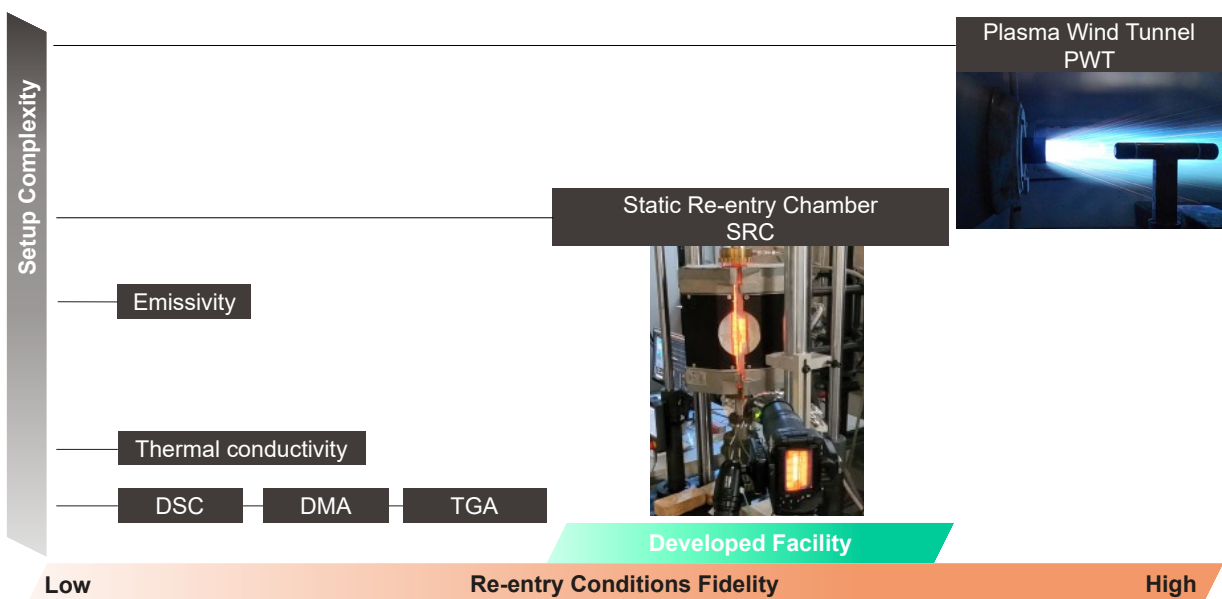 Plasma Wind Tunnel
PWT
Setup Complexity
Static Re-entry Chamber
SRC
Emissivity
Thermal conductivity
DSC
DMA
TGA
Developed Facility
Low
Re-entry Conditions Fidelity
High